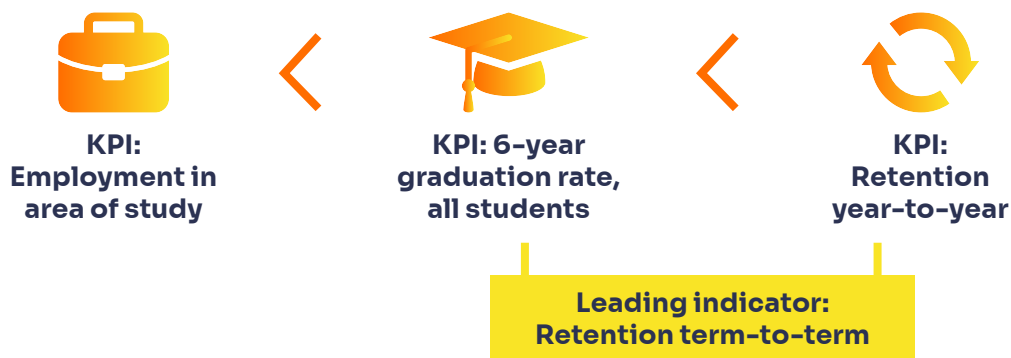 KPI:
Employment in
area of study
KPI: 6-year
graduation rate,
all students
KPI:
Retention
year-to-year
Leading indicator:
Retention term-to-term